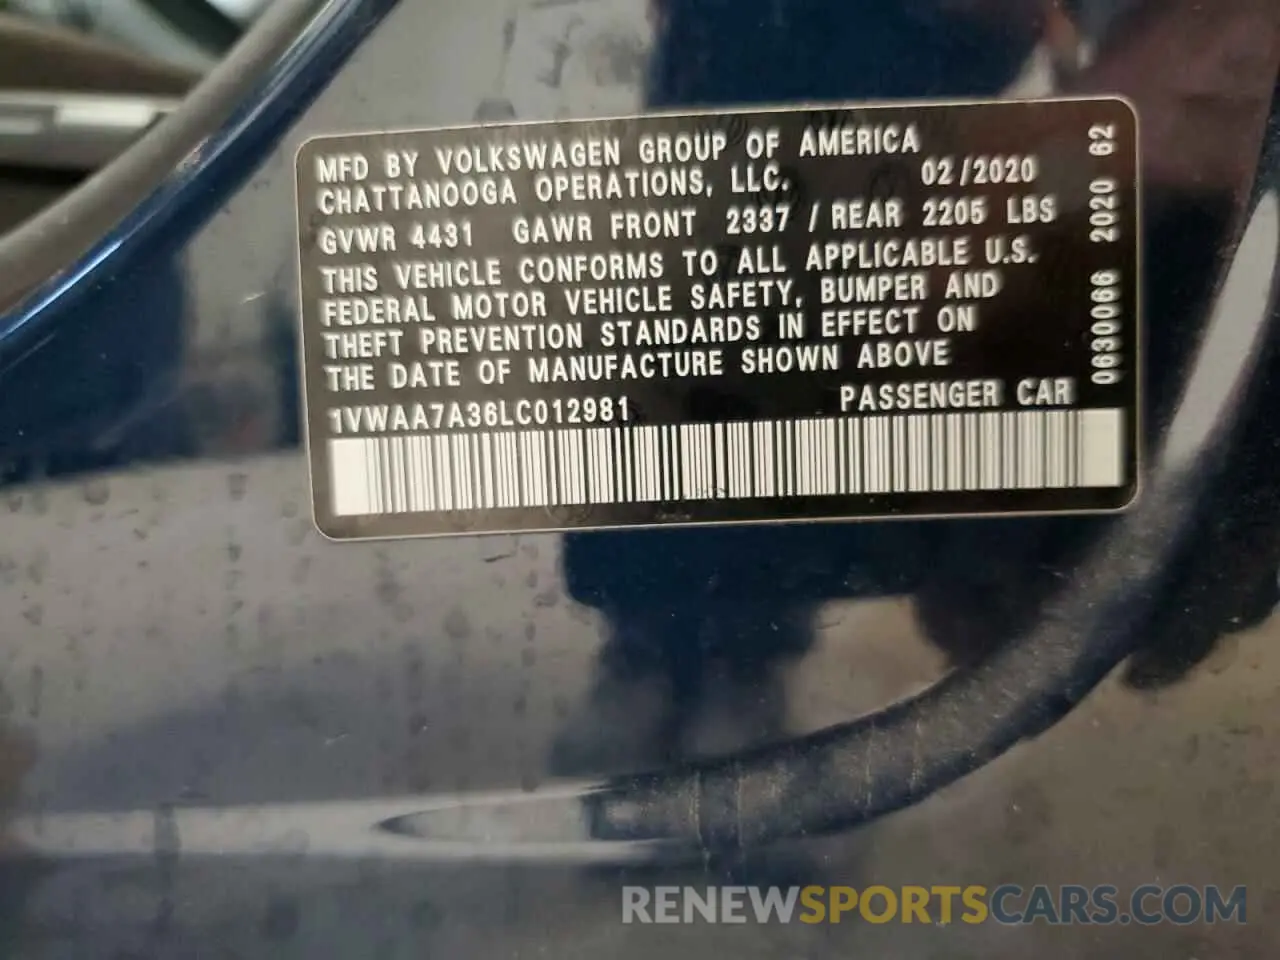 MFD BY VOLKSWAGEN GROUP OF AMERICA
CHATTANOOGA OPERATIONS, LLC. 02/2020
GVWR 4431 GAWR FRONT 2337 / REAR 2205 LBS
THIS VEHICLE CONFORMS TO ALL APPLICABLE U.S.
FEDERAL MOTOR VEHICLE SAFETY, BUMPER AND
THEFT PREVENTION STANDARDS IN EFFECT ON
THE DATE OF MANUFACTURE SHOWN ABOVE
1VWAA7A36LC012981 PASSENGER CAR
0630066 2020 62
RENEWSPORTSCARS.COM